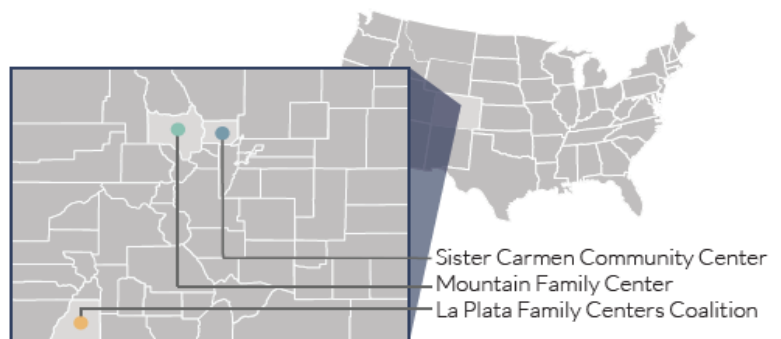 Sister Carmen Community Center
Mountain Family Center
La Plata Family Centers Coalition